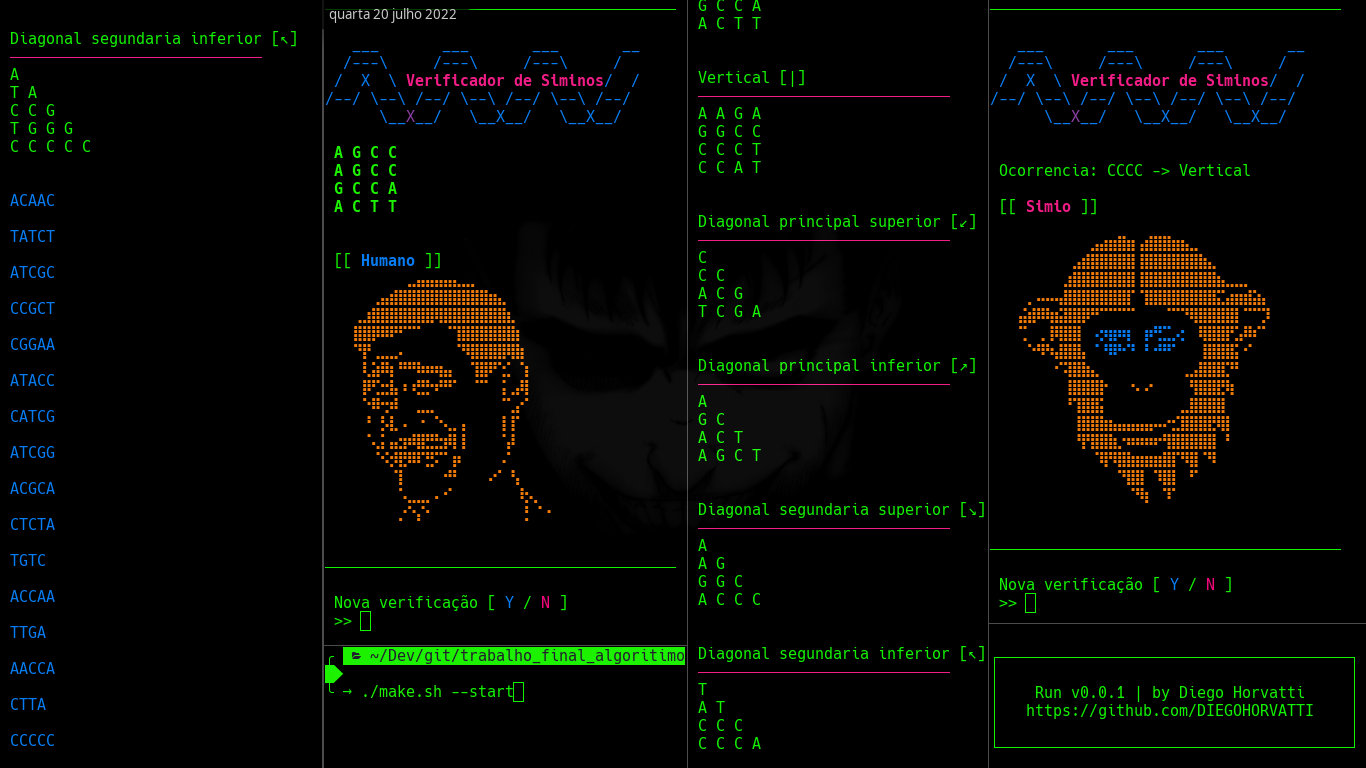 Diagonal segundaria inferior [↖]
A
T A
C C G
T G G G
C C C C C
ACAAC
TATCT
ATCGC
CCGCT
CGGAA
ATACC
CATCG
ATCGG
ACGCA
CTCTA
TGTC
ACCAA
TTGA
AACCA
CTTA
CCCCC
quarta 20 julho 2022
X
Verificador de Siminos
X X X
A G C C
A G C C
G C C A
A C T T
[[ Humano ]]
Nova verificação [ Y / N ]
>>
~/Dev/git/trabalho_final_algoritimo
→ ./make.sh --start
G C C A
A C T T
Vertical [|]
A A G A
G G C C
C C C T
C C A T
Diagonal principal superior [↙]
C
C C
A C G
T C G A
Diagonal principal inferior [↗]
A
G C
A C T
A G C T
Diagonal segundaria superior [↘]
A
A G
G G C
A C C C
Diagonal segundaria inferior [↖]
T
A T
C C C
C C C A
X
Verificador de Siminos
X X X
Ocorrencia: CCCC -> Vertical
[[ Simio ]]
Nova verificação [ Y / N ]
>>
Run v0.0.1 | by Diego Horvatti
https://github.com/DIEGOHORVATTI